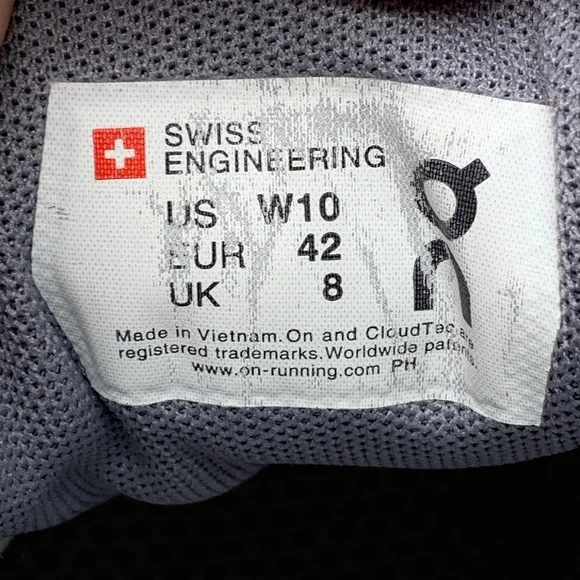 SWISS
ENGINEERING
US W10
EUR 42
UK 8
Made in Vietnam. On and CloudTec are
registered trademarks. Worldwide patents.
www.on-running.com PH
On